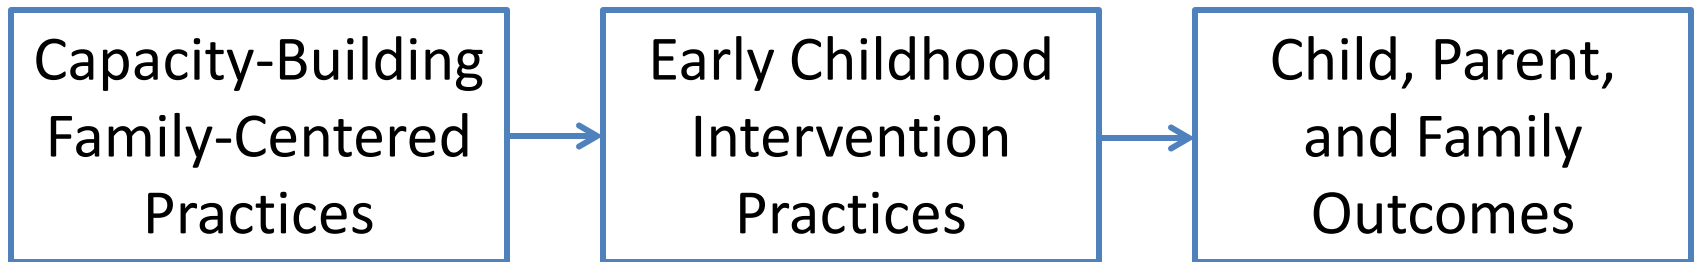 Capacity-Building
Family-Centered
Practices
Early Childhood
Intervention
Practices
Child, Parent,
and Family
Outcomes